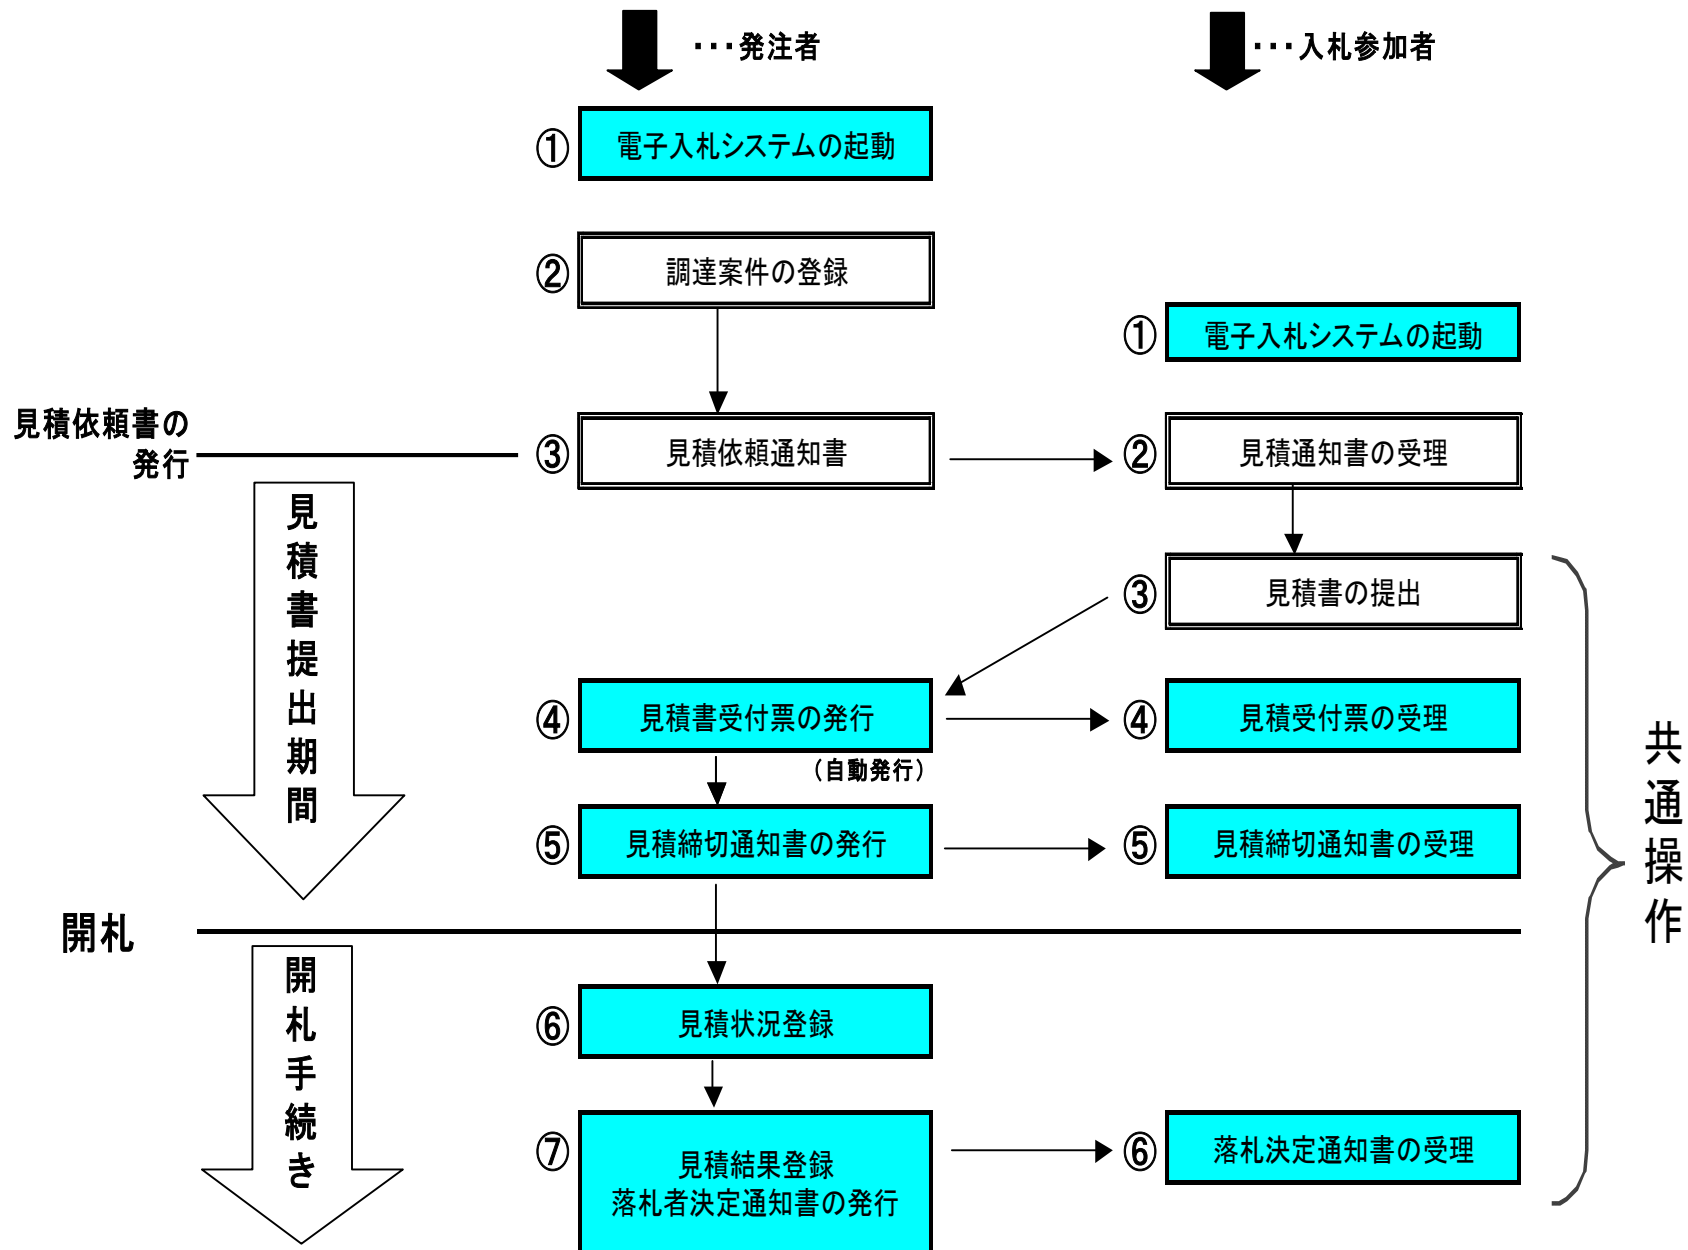 ･･･発注者
･･･入札参加者
① 電子入札システムの起動
② 調達案件の登録
① 電子入札システムの起動
見積依頼書の
発行
③ 見積依頼通知書
② 見積通知書の受理
見積書提出期間
③ 見積書の提出
④ 見積書受付票の発行
④ 見積受付票の受理
（自動発行）
⑤ 見積締切通知書の発行
⑤ 見積締切通知書の受理
共通操作
開札
開札手続き
⑥ 見積状況登録
⑦ 見積結果登録
落札者決定通知書の発行
⑥ 落札決定通知書の受理